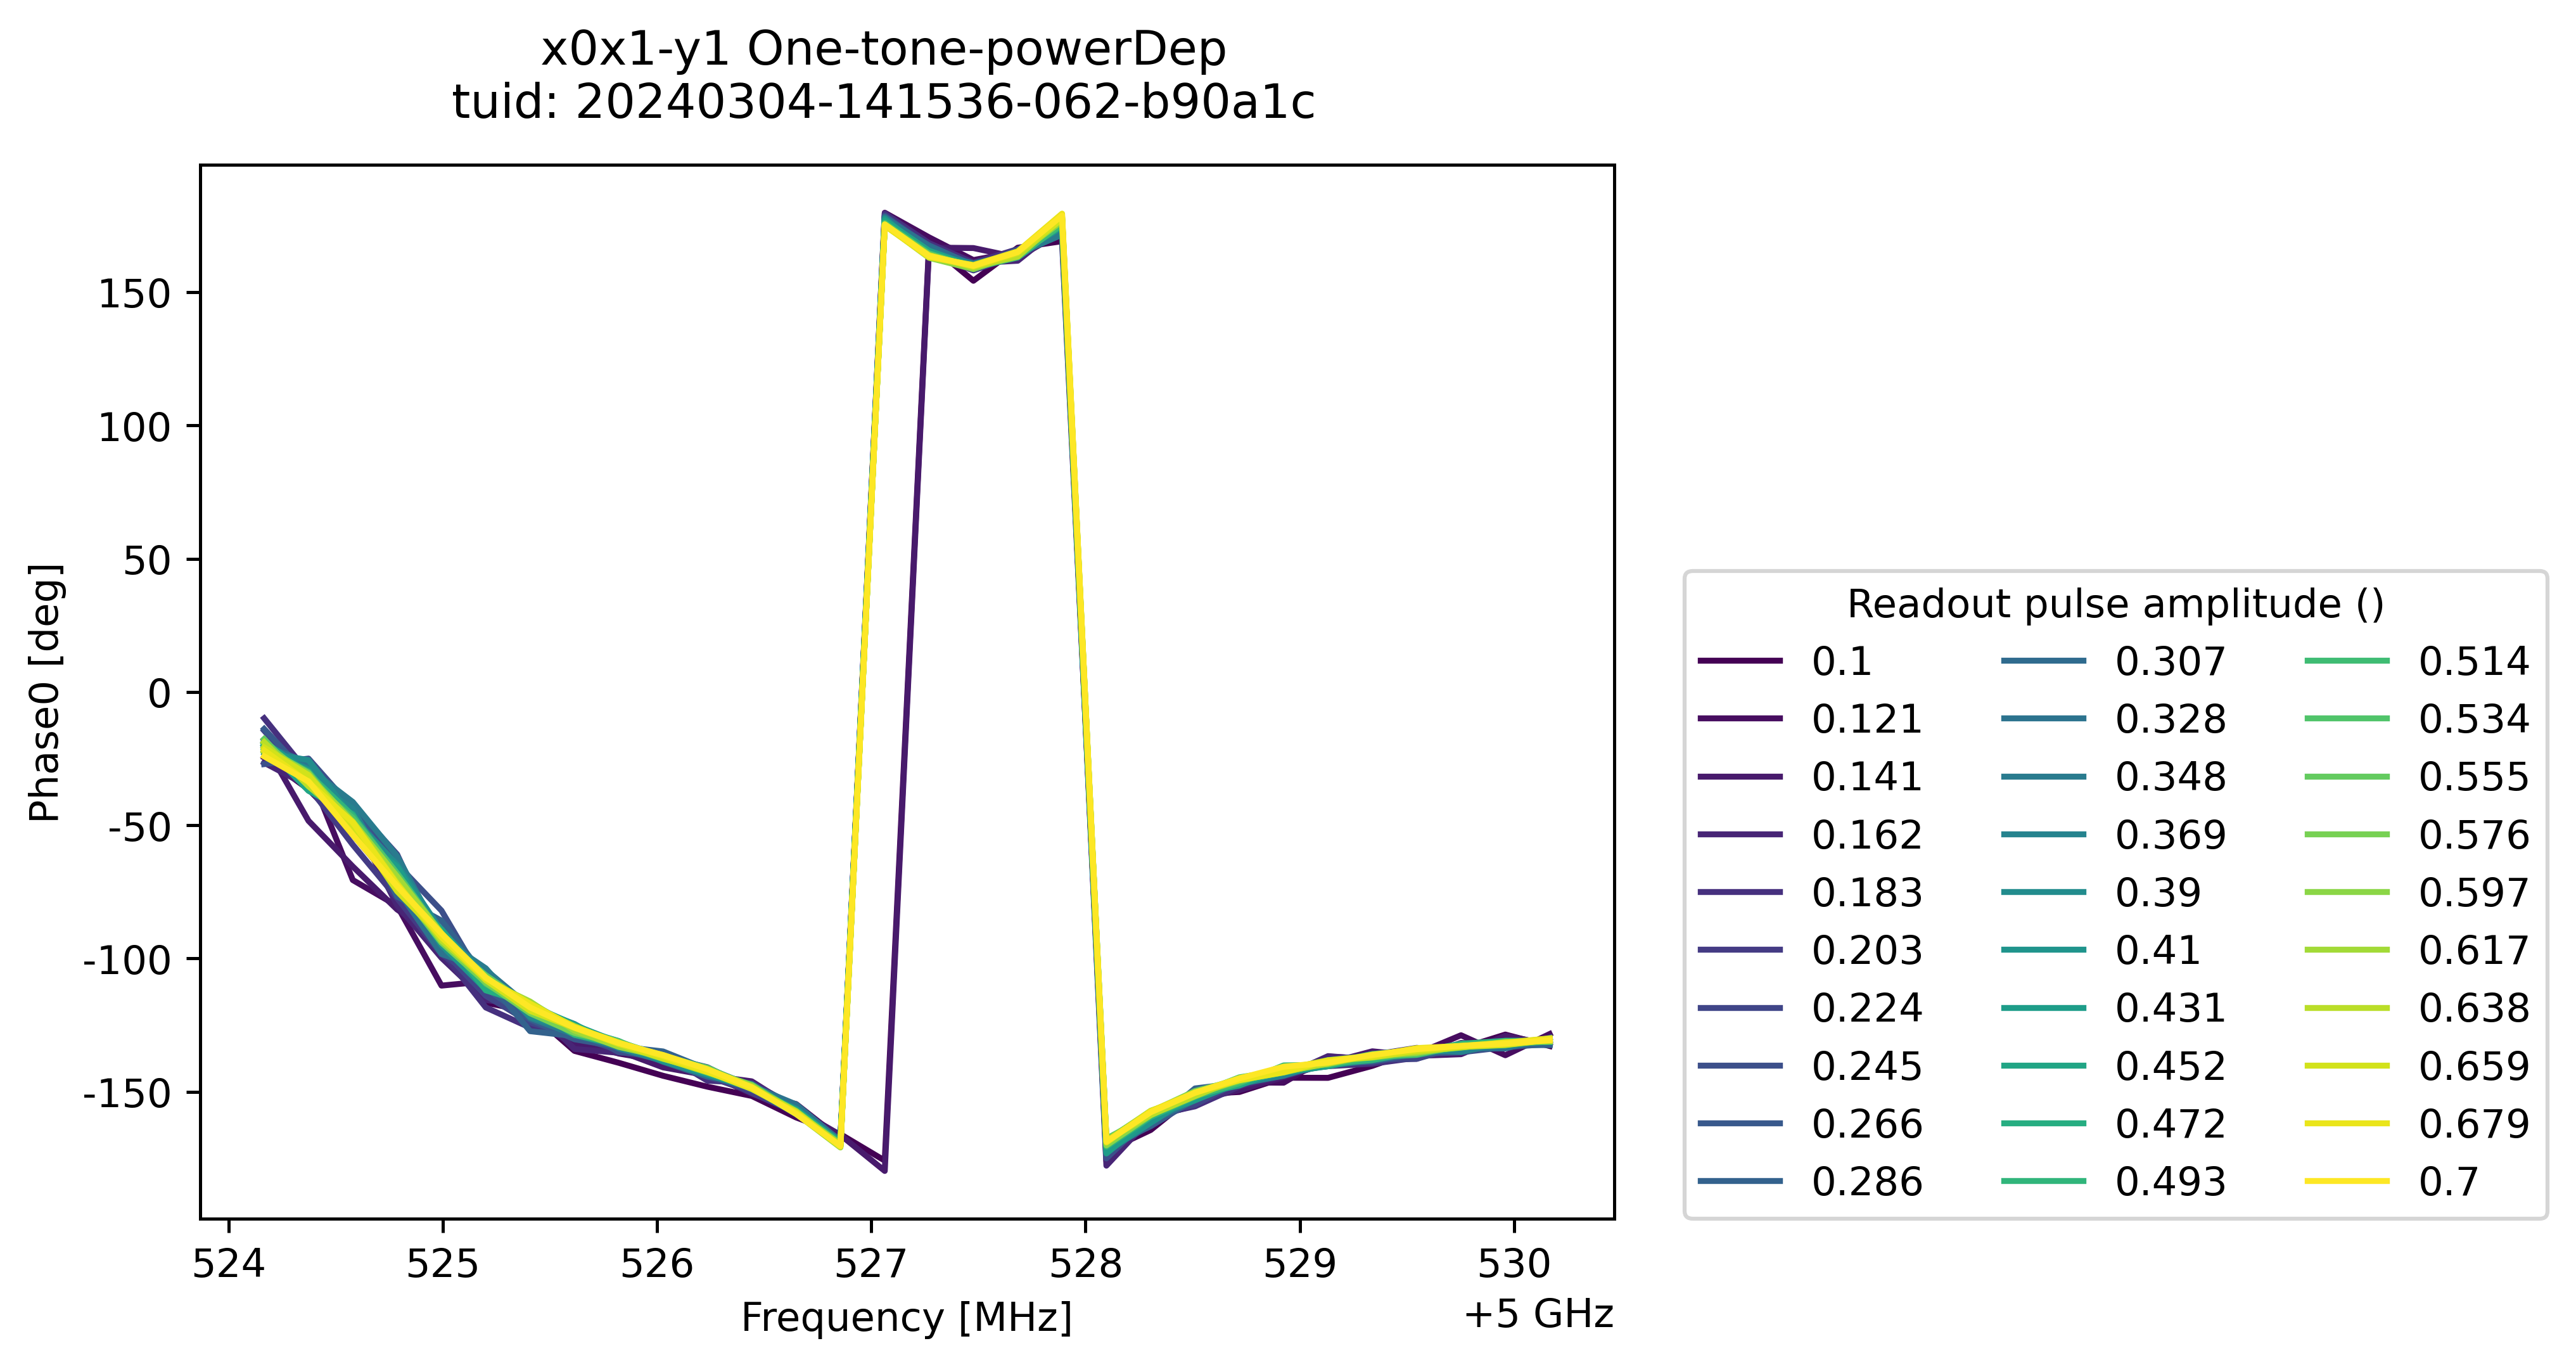 x0x1-y1 One-tone-powerDep
tuid: 20240304-141536-062-b90a1c
Phase0 [deg]
150
100
50
0
-50
-100
-150
524 525 526 527 528 529 530
Frequency [MHz]
+5 GHz
Readout pulse amplitude ()
0.1 0.307 0.514
0.121 0.328 0.534
0.141 0.348 0.555
0.162 0.369 0.576
0.183 0.39 0.597
0.203 0.41 0.617
0.224 0.431 0.638
0.245 0.452 0.659
0.266 0.472 0.679
0.286 0.493 0.7